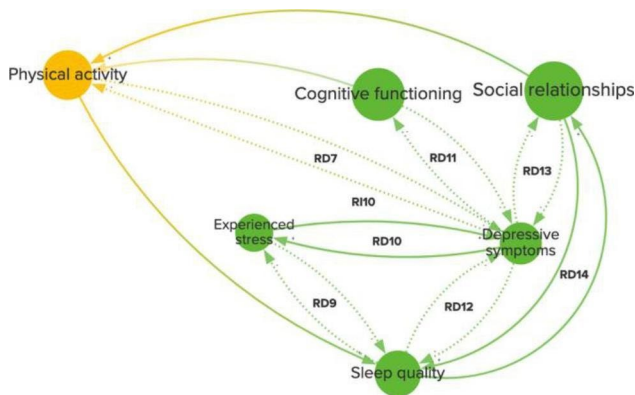 Physical activity
Cognitive functioning
Social relationships
RD7
RD11
RD13
RI10
Experienced
stress
RD10
Depressive
symptoms
RD14
RD9
RD12
Sleep quality